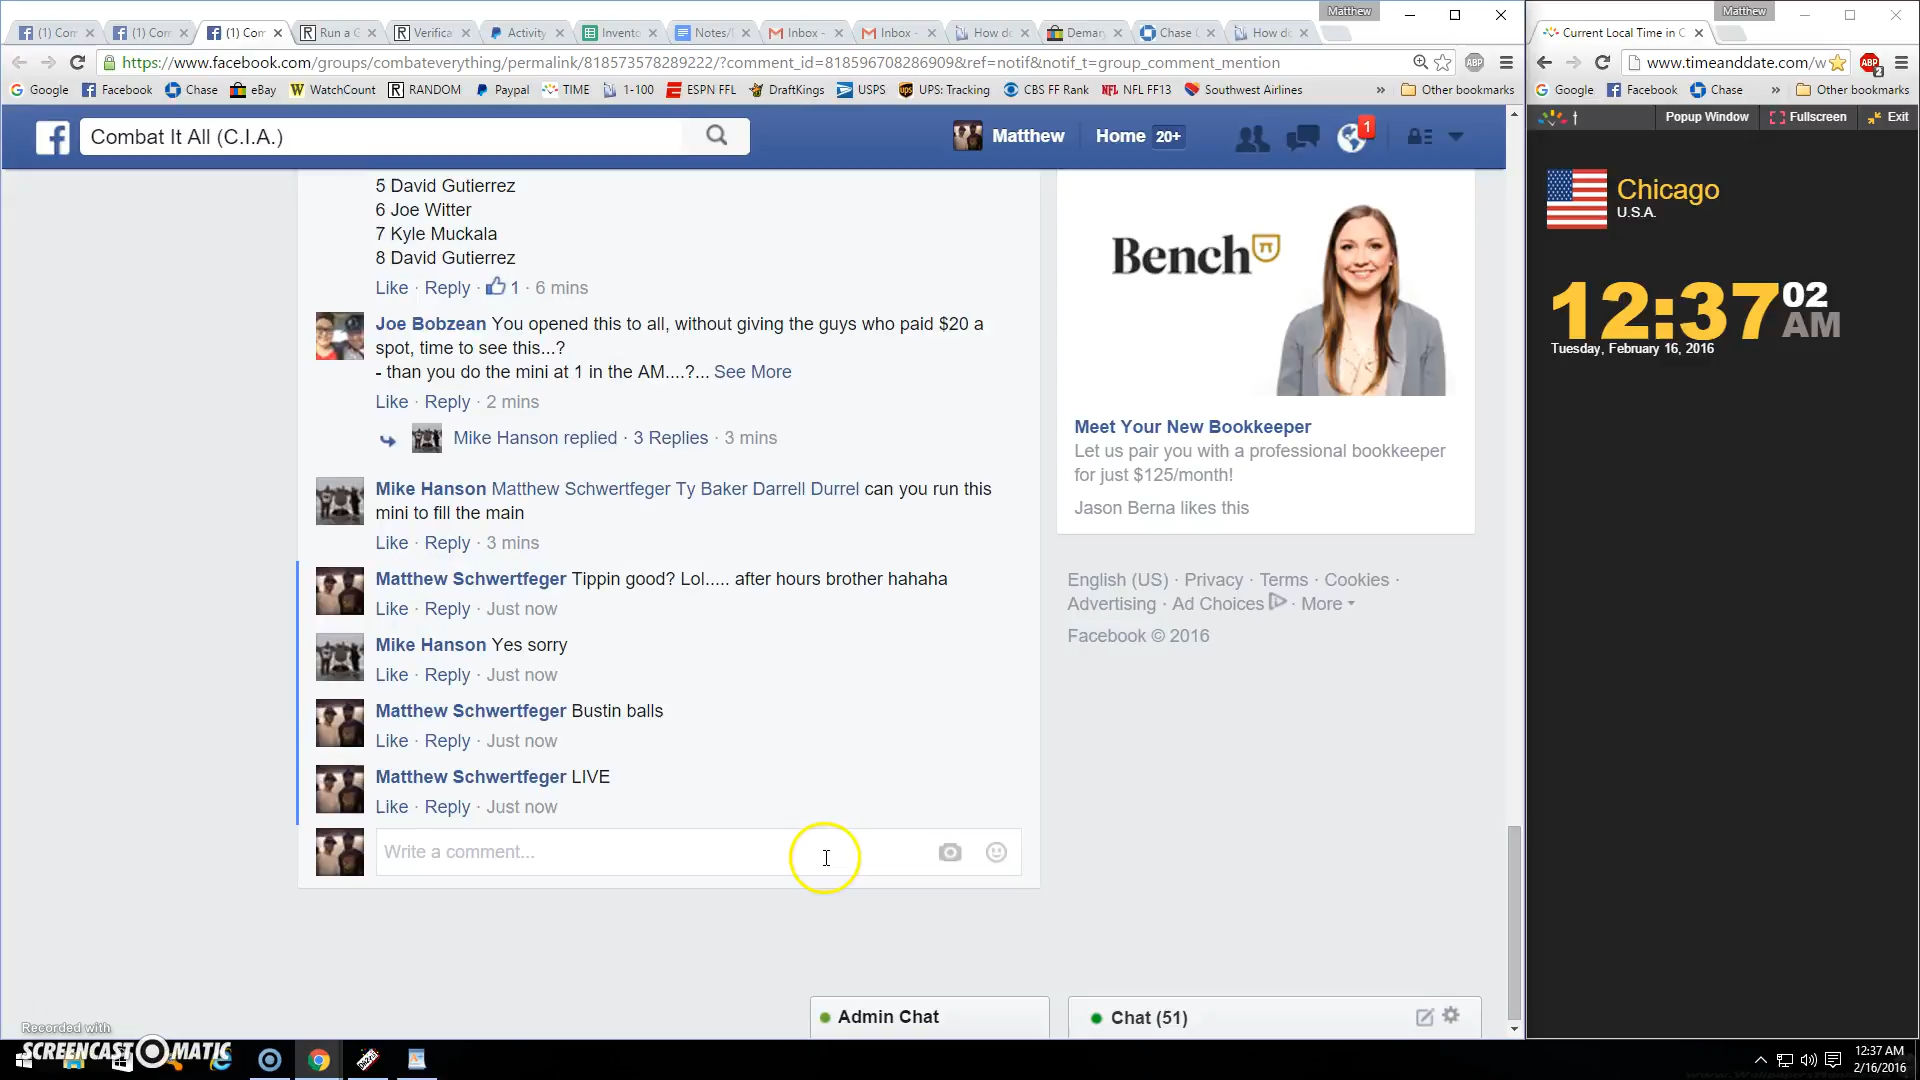 Matthew
(1) Com
(1) Com
(1) Com
Run a G
Verifica
Activity
Invento
Notes/
Inbox -
Inbox -
How do
Demar
Chase
How do
https://www.facebook.com/groups/combateverything/permalink/818573578289222/?comment_id=818596708286909&ref=notif&notif_t=group_comment_mention
ABP
Google Facebook Chase eBay WatchCount RANDOM Paypal TIME 1-100 ESPN FFL DraftKings USPS UPS: Tracking CBS FF Rank NFL FF13 Southwest Airlines » Other bookmarks
Combat It All (C.I.A.)
Matthew Home 20+ 1
5 David Gutierrez
6 Joe Witter
7 Kyle Muckala
8 David Gutierrez
Like · Reply · 1 · 6 mins
Joe Bobzean You opened this to all, without giving the guys who paid $20 a
spot, time to see this...?
- than you do the mini at 1 in the AM....?... See More
Like · Reply · 2 mins
Mike Hanson replied · 3 Replies · 3 mins
Mike Hanson Matthew Schwertfeger Ty Baker Darrell Durrel can you run this
mini to fill the main
Like · Reply · 3 mins
Matthew Schwertfeger Tippin good? Lol..... after hours brother hahaha
Like · Reply · Just now
Mike Hanson Yes sorry
Like · Reply · Just now
Matthew Schwertfeger Bustin balls
Like · Reply · Just now
Matthew Schwertfeger LIVE
Like · Reply · Just now
Write a comment...
Bench
Meet Your New Bookkeeper
Let us pair you with a professional bookkeeper
for just $125/month!
Jason Berna likes this
English (US) · Privacy · Terms · Cookies ·
Advertising · Ad Choices · More
Facebook © 2016
Admin Chat
Chat (51)
Matthew
Current Local Time in C
www.timeanddate.com/w
ABP 2
Google Facebook Chase » Other bookmarks
t Popup Window Fullscreen Exit
Chicago
U.S.A.
12:37 02 AM
Tuesday, February 16, 2016
Recorded with
SCREENCAST MATIC
12:37 AM
2/16/2016